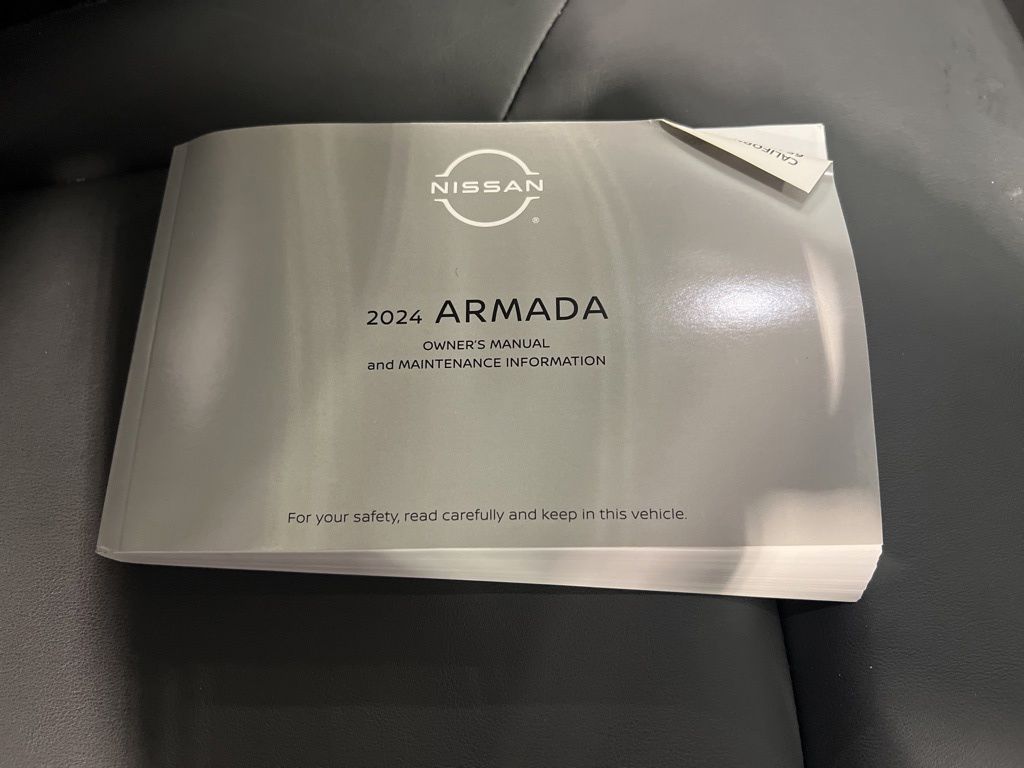 NISSAN
®
2024 ARMADA
OWNER'S MANUAL
and MAINTENANCE INFORMATION
For your safety, read carefully and keep in this vehicle.